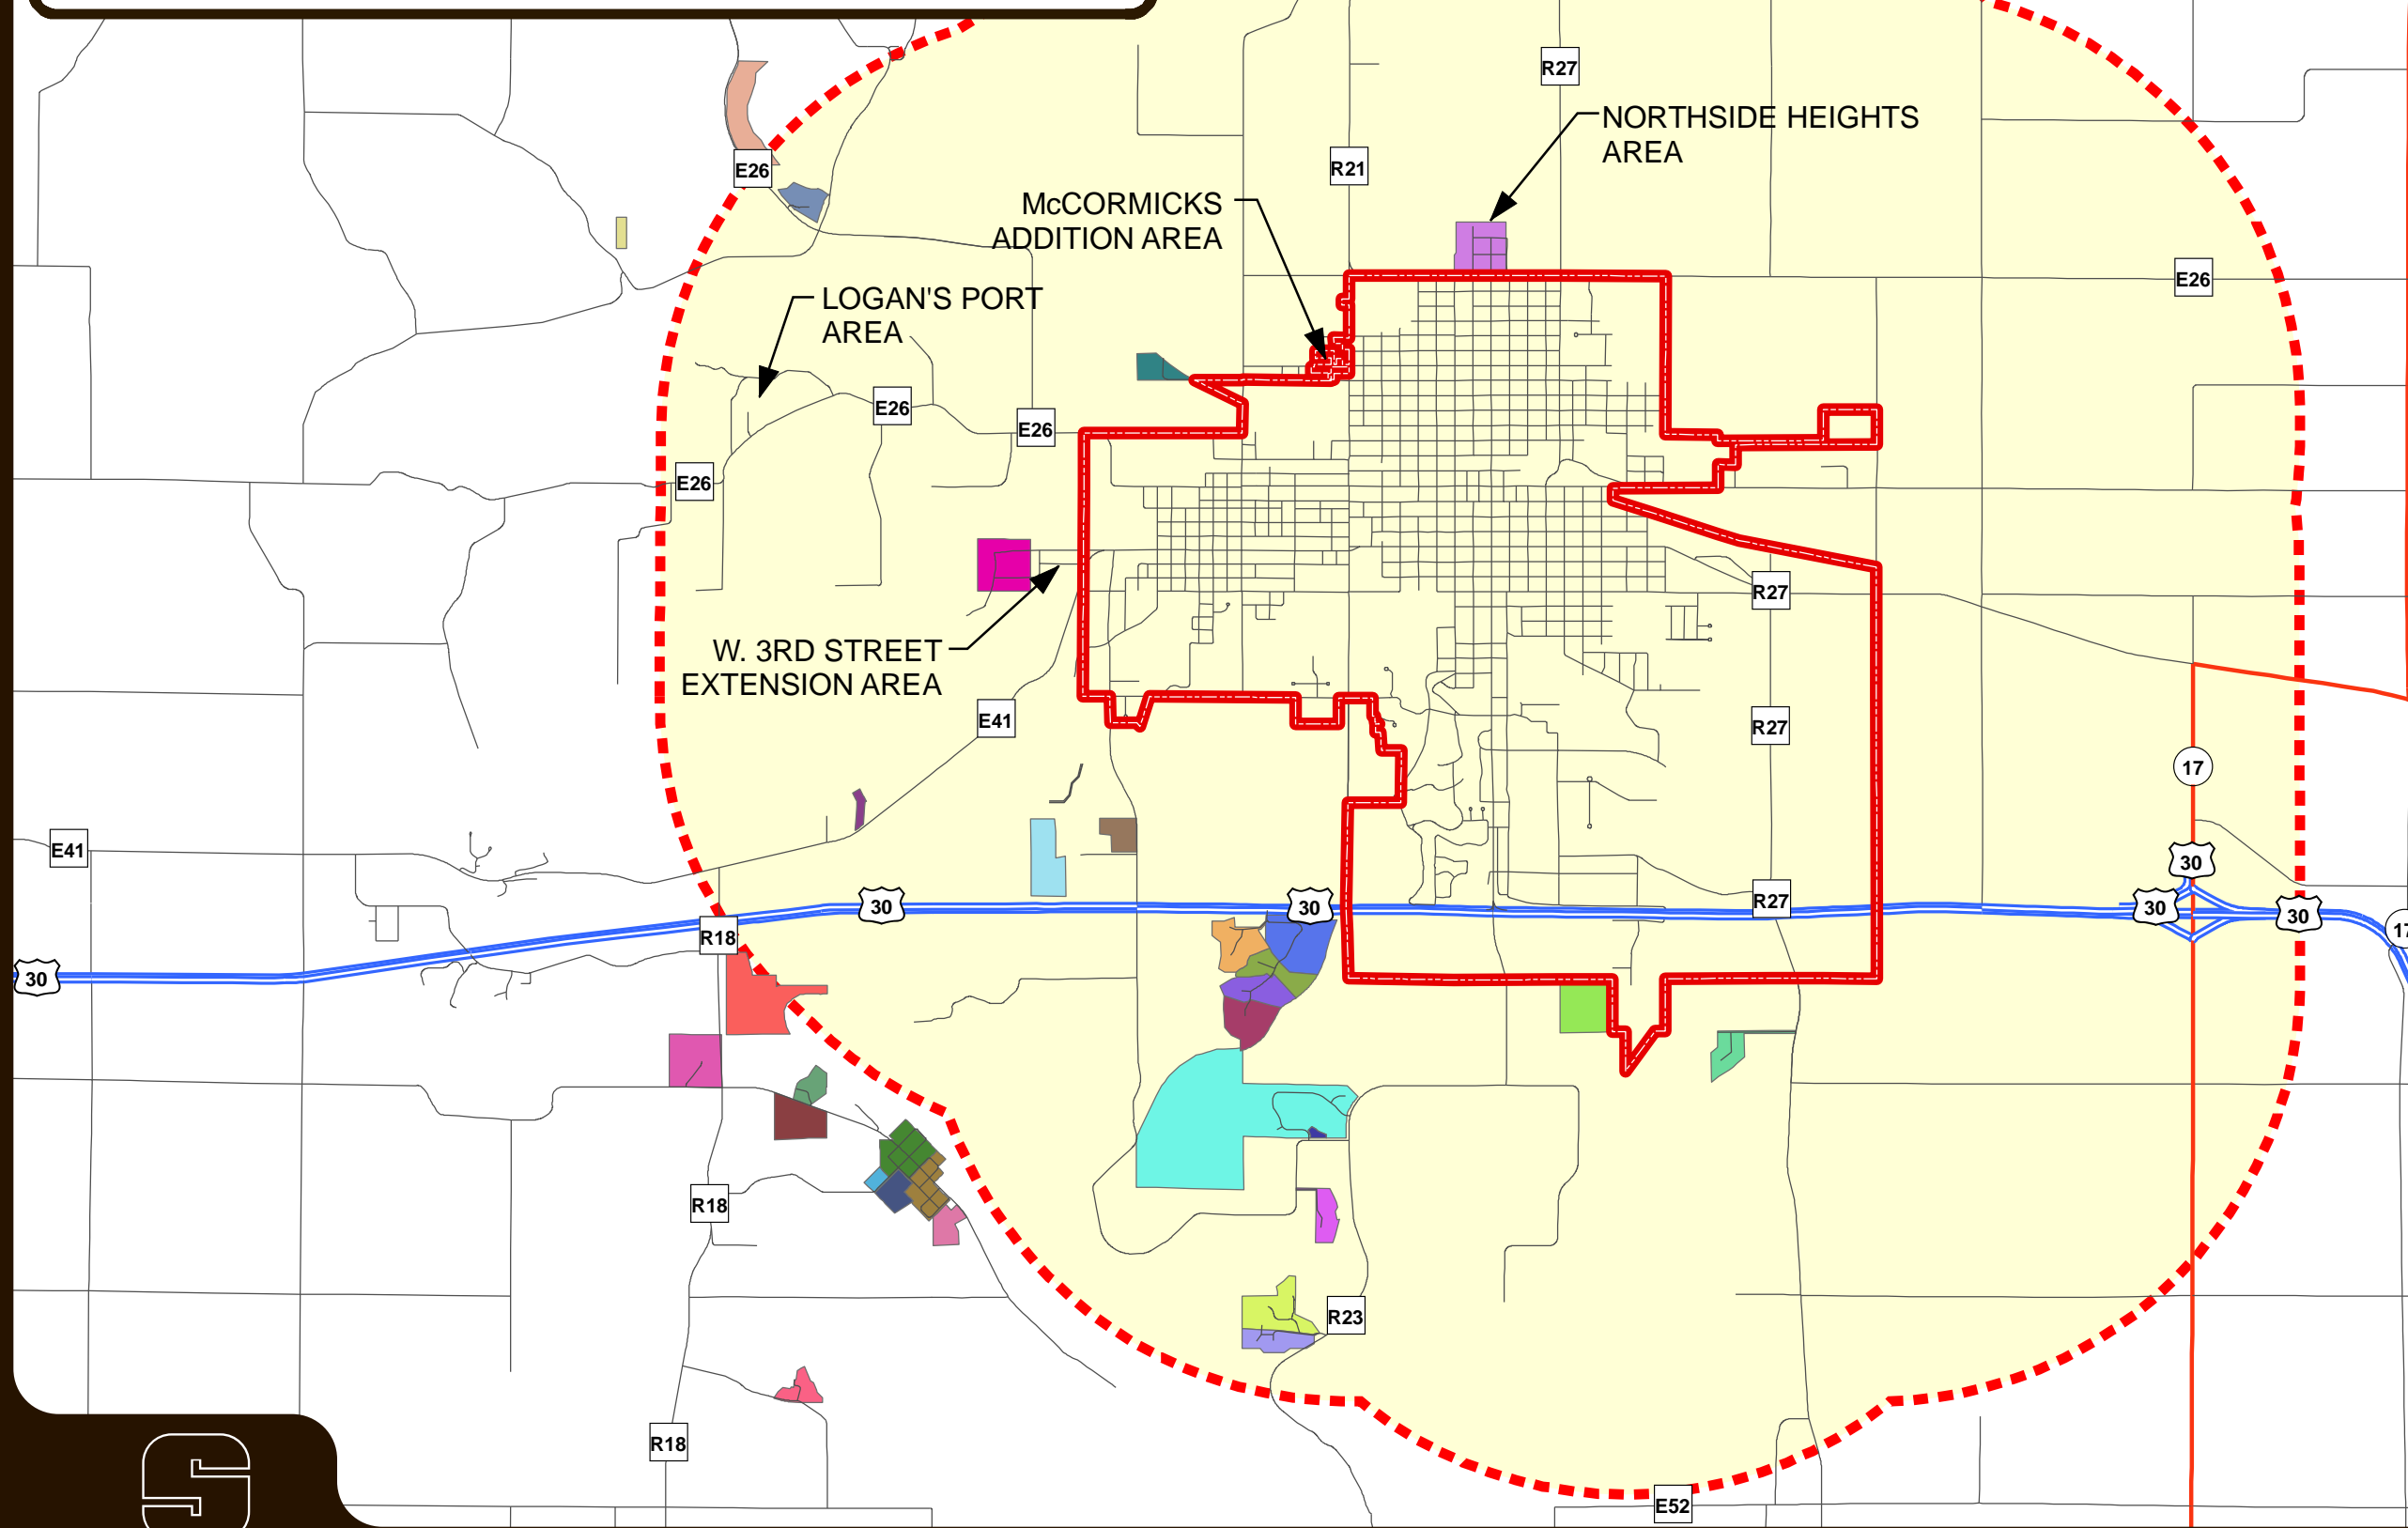 R27
NORTHSIDE HEIGHTS
AREA
R21
E26
McCORMICKS
ADDITION AREA
E26
LOGAN'S PORT
AREA
E26
E26
E26
R27
W. 3RD STREET
EXTENSION AREA
E41
R27
17
E41
30
30
30
R27
30
30
R18
17
30
R18
R23
R18
E52
S